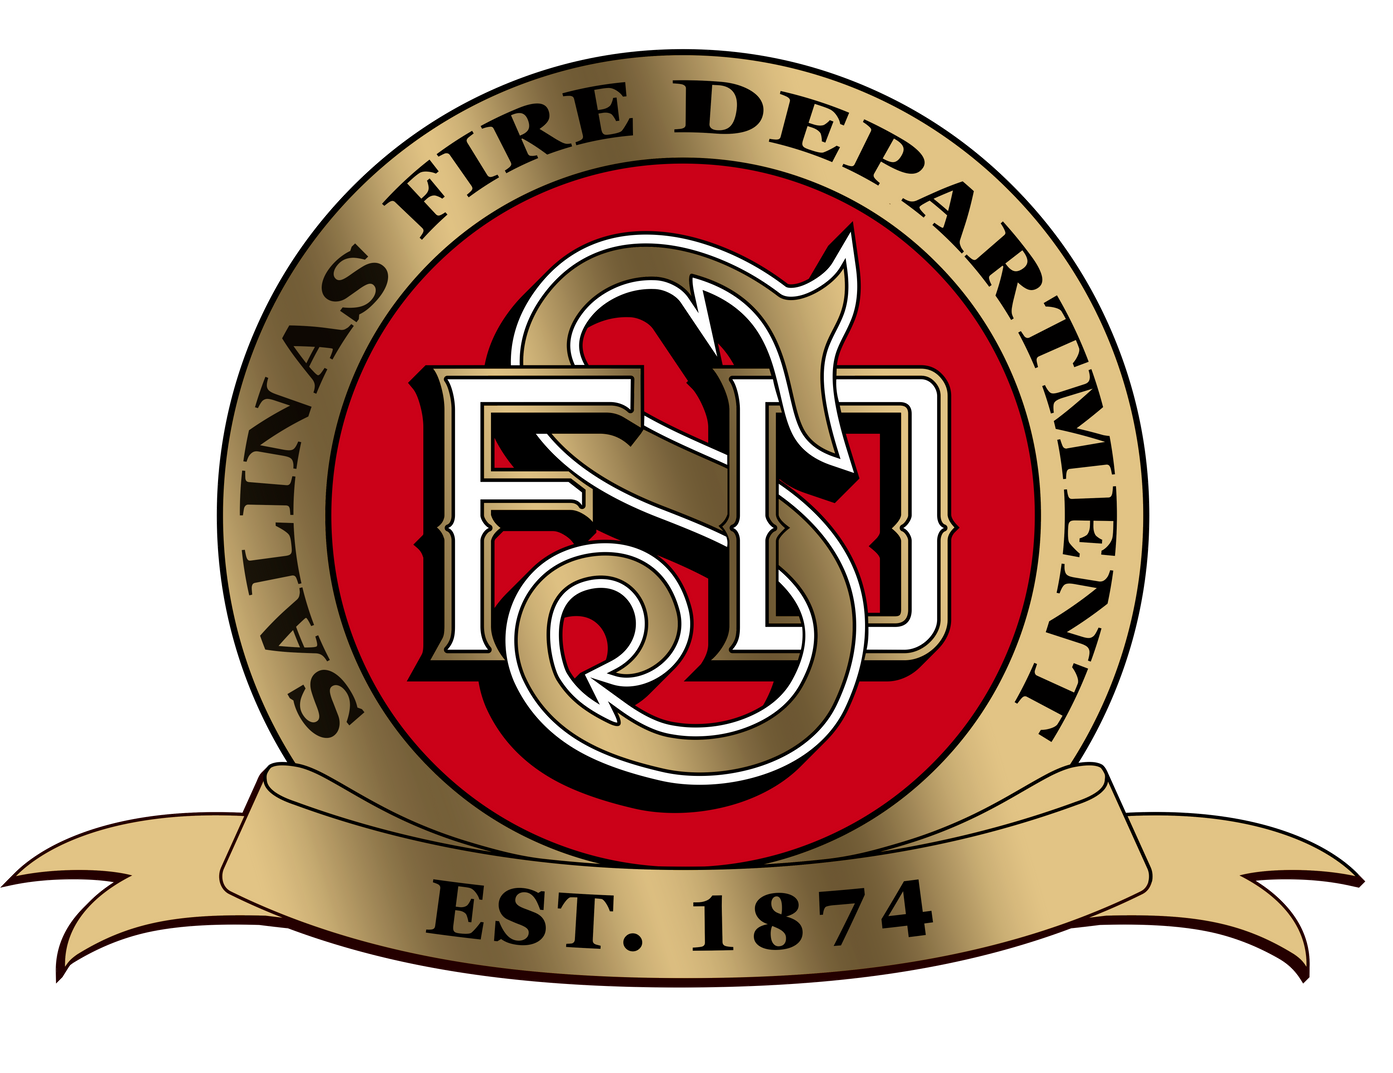 SALINAS FIRE DEPARTMENT
SFD
EST. 1874